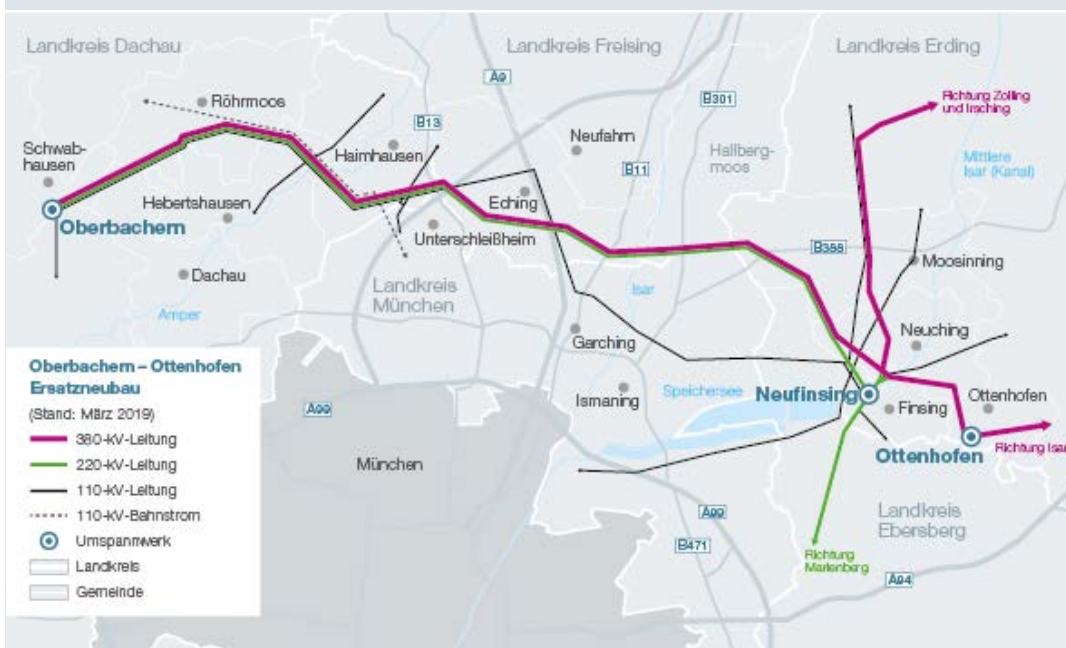 Landkreis Dachau
Landkreis Freising
Landkreis Erding
A9
Richtung Zolling
und Irsching
Röhrmoos
B301
B13
Neufahrn
Schwab-
hausen
Haimhausen
Hallberg-
moos
Mittlere
Isar (Kanal)
B11
Hebertshausen
Eching
Oberbachern
Unterschleißheim
B388
Moosinning
Dachau
Landkreis
München
Isar
Amper
Garching
Neuching
Oberbachern – Ottenhofen
Ersatzneubau
(Stand: März 2019)
380-kV-Leitung
220-kV-Leitung
110-kV-Leitung
110-kV-Bahnstrom
Umspannwerk
Landkreis
Gemeinde
A99
Ismaning
Speichersee
Neufinsing
Finsing
Ottenhofen
Richtung Isar
Ottenhofen
München
A99
B471
Landkreis
Ebersberg
Richtung
Marienberg
A94